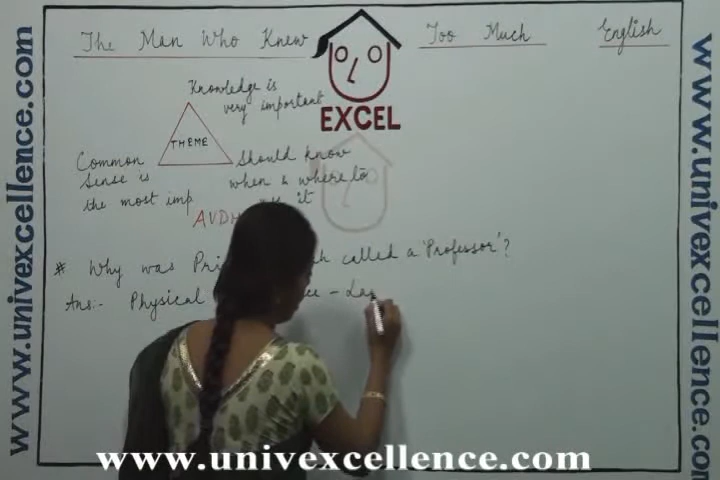 The Man Who Knew Too Much English
EXCEL
Knowledge is
very important
THEME
Common
Sense is
the most imp
Should know
when & where to
it
# Why was called a 'Professor'?
Ans:- Physical
www.univexcellence.com
www.univexcellence.com
www.univexcellence.com